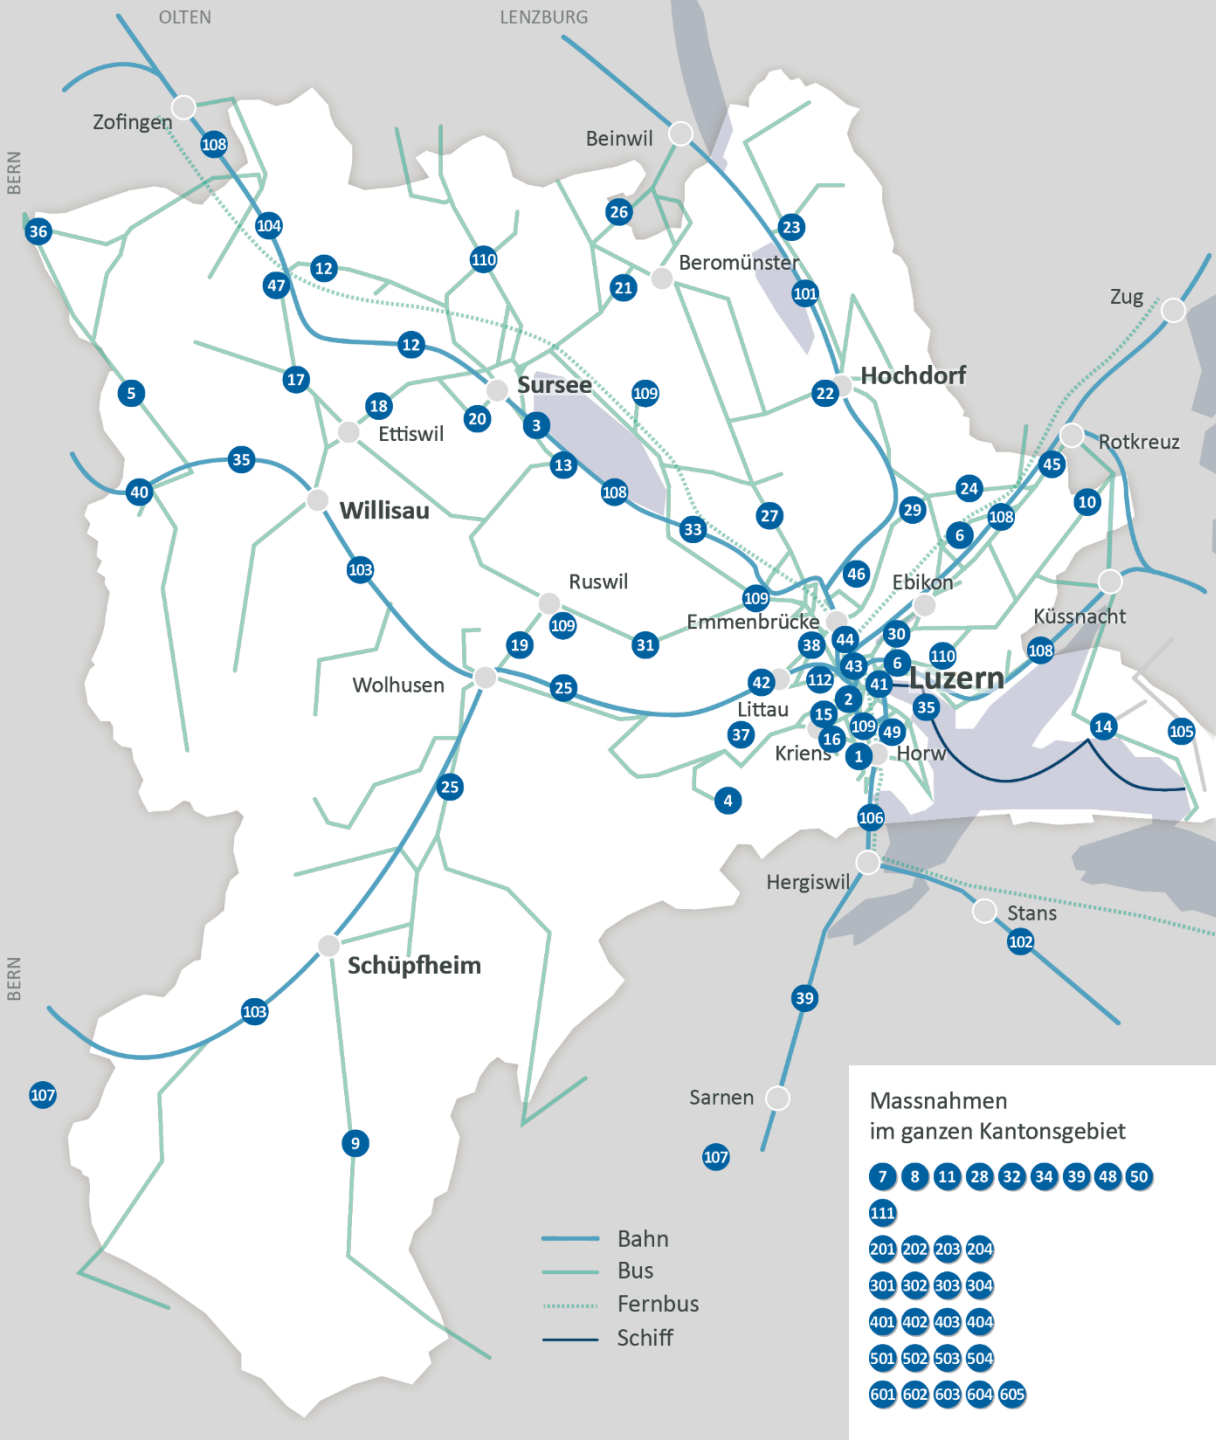 OLTEN
LENZBURG
Zofingen
108
Beinwil
BERN
26
36
104
23
12
110
Beromünster
47
21
101
Zug
12
Hochdorf
17
Sursee
5
109
22
18
20
3
Ettiswil
Rotkreuz
35
13
45
40
108
24
Willisau
10
29
27
108
33
6
103
46
Ruswil
Ebikon
109
Emmenbrücke
Küssnacht
109
19
31
38
44
30
108
110
43
6
Wolhusen
25
42
112
41
Luzern
2
Littau
15
35
37
109
49
14
105
16
Kriens
1
Horw
25
4
106
Hergiswil
Stans
102
Schüpfheim
BERN
39
103
107
Sarnen
9
107
Massnahmen
im ganzen Kantonsgebiet
7 8 11 28 32 34 39 48 50
111
201 202 203 204
301 302 303 304
401 402 403 404
501 502 503 504
601 602 603 604 605
Bahn
Bus
Fernbus
Schiff